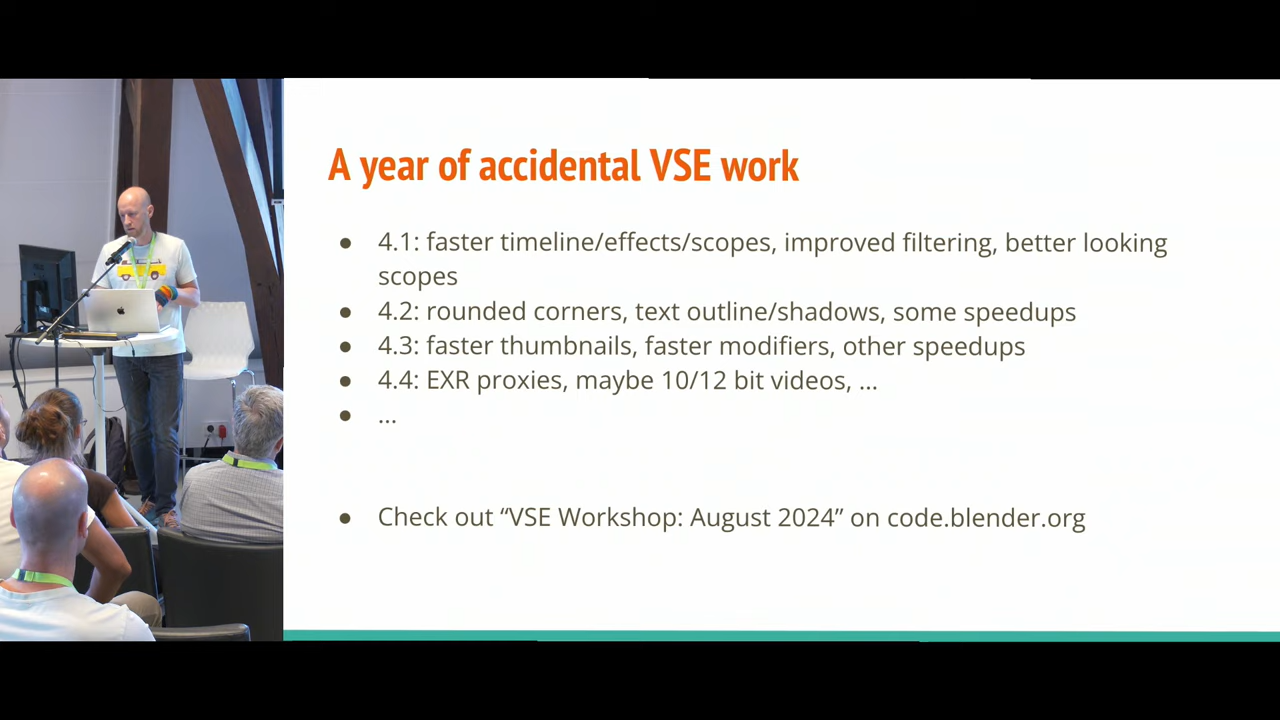 A year of accidental VSE work
● 4.1: faster timeline/effects/scopes, improved filtering, better looking
scopes
● 4.2: rounded corners, text outline/shadows, some speedups
● 4.3: faster thumbnails, faster modifiers, other speedups
● 4.4: EXR proxies, maybe 10/12 bit videos, ...
● ...
● Check out “VSE Workshop: August 2024” on code.blender.org